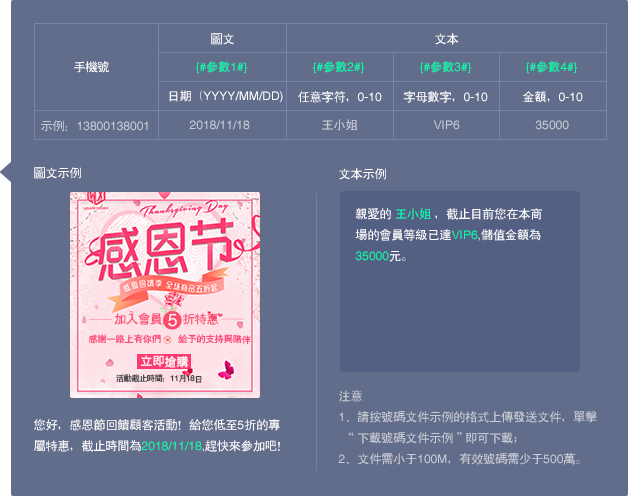 圖文 文本
手機號 {#參數1#} {#參數2#} {#參數3#} {#參數4#}
日期（YYYY/MM/DD) 任意字符，0-10 字母數字，0-10 金額，0-10
示例：13800138001 2018/11/18 王小姐 VIP6 35000
圖文示例
Thanksgiving Day
感恩节
感恩回饋季 全场商品五折起
加入會員5折特惠
感謝一路上有你們 給予的支持與陪伴
立即搶購
活動截止時間：11月18日
您好，感恩節回饋顧客活動！給您低至5折的專
屬特惠，截止時間為2018/11/18,趕快來參加吧!
文本示例
親愛的 王小姐 ，截止目前您在本商
場的會員等級已達VIP6,儲值金額為
35000元。
注意
1、請按號碼文件示例的格式上傳發送文件，單擊
“ 下載號碼文件示例 ” 即可下載；
2、文件需小于100M，有效號碼需少于500萬。